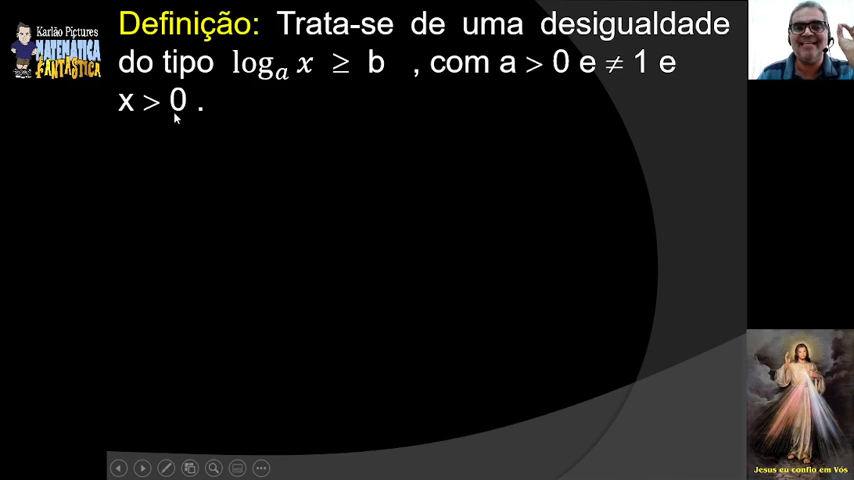 Karlão Pictures
MATEMÁTICA
FANTÁSTICA
Definição: Trata-se de uma desigualdade
do tipo logₐ x ≥ b , com a > 0 e ≠ 1 e
x > 0 .
Jesus eu confio em Vós